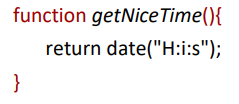 function getNiceTime(){
return date("H:i:s");
}